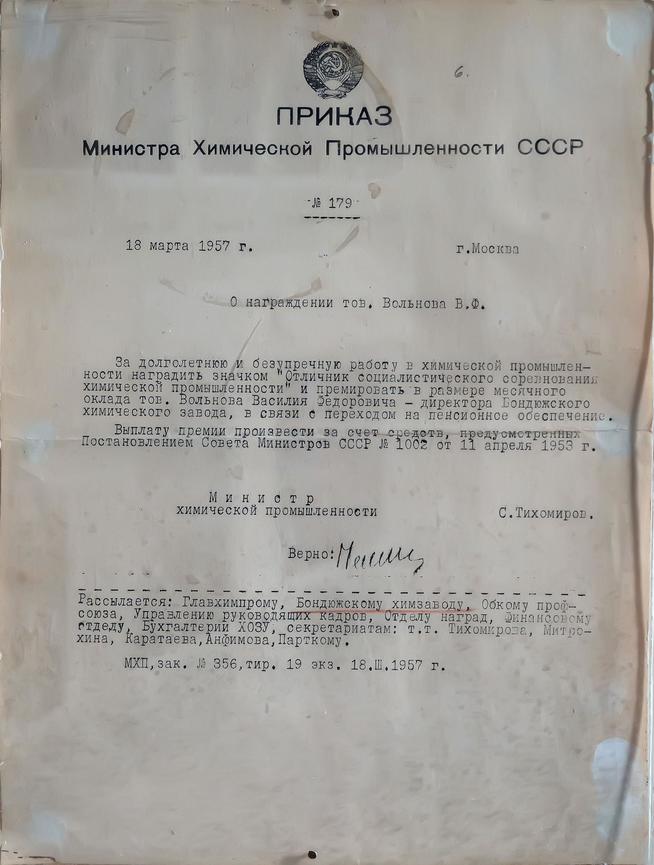 6.
ПРИКАЗ
Министра Химической Промышленности СССР
№ 179
18 марта 1957 г. г.Москва
О награждении тов. Вольнова В.Ф.
За долголетнюю и безупречную работу в химической промышлен-
ности наградить значком "Отличник социалистического соревнования
химической промышленности" и премировать в размере месячного
оклада тов. Вольнова Василия Федоровича - директора Бондюжского
химического завода, в связи с переходом на пенсионное обеспечение.
Выплату премии произвести за счет средств, предусмотренных
Постановлением Совета Министров СССР № 1002 от 11 апреля 1953 г.
Министр
химической промышленности С.Тихомиров.
Верно:
Рассылается: Главхимпрому, Бондюжскому химзаводу, Обкому проф-
союза, Управлению руководящих кадров, Отделу наград, Финансовому
отделу, Бухгалтерии ХОЗУ, секретариатам: т.т. Тихомирова, Митро-
хина, Каратаева,Анфимова,Парткому.
МХП,зак. № 356,тир. 19 экз. 18.III.1957 г.